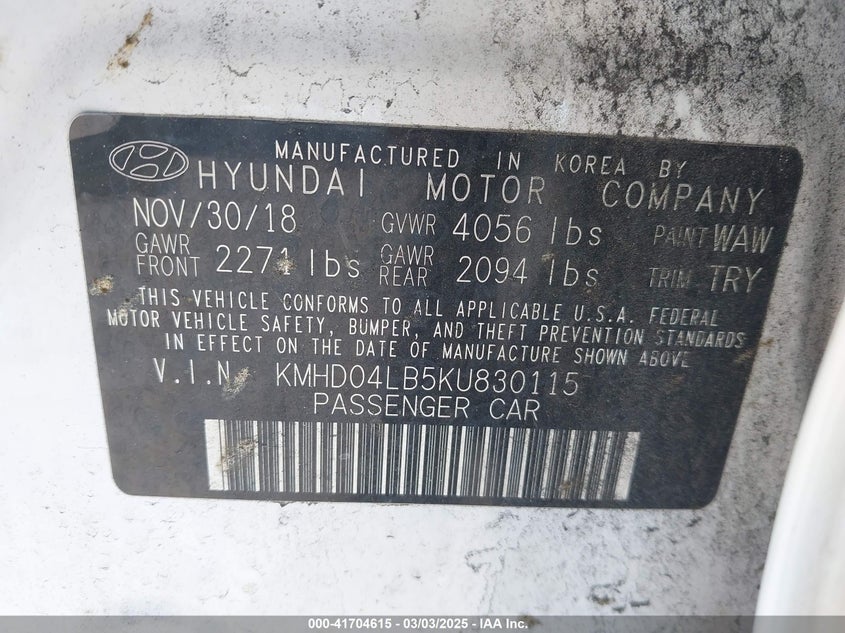 MANUFACTURED IN KOREA BY
HYUNDAI MOTOR COMPANY
NOV/30/18 GVWR 4056 lbs PAINT WAW
GAWR FRONT 2271 lbs GAWR REAR 2094 lbs TRIM TRY
THIS VEHICLE CONFORMS TO ALL APPLICABLE U.S.A. FEDERAL
MOTOR VEHICLE SAFETY, BUMPER, AND THEFT PREVENTION STANDARDS
IN EFFECT ON THE DATE OF MANUFACTURE SHOWN ABOVE
V.I.N KMHD04LB5KU830115
PASSENGER CAR
000-41704615 - 03/03/2025 - IAA Inc.